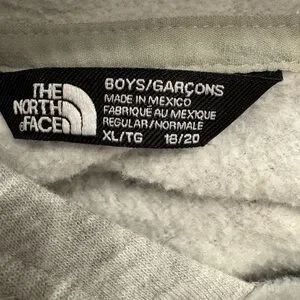 THE
NORTH
FACE
BOYS/GARÇONS
MADE IN MEXICO
FABRIQUÉ AU MEXIQUE
REGULAR/NORMALE
XL/TG 18/20